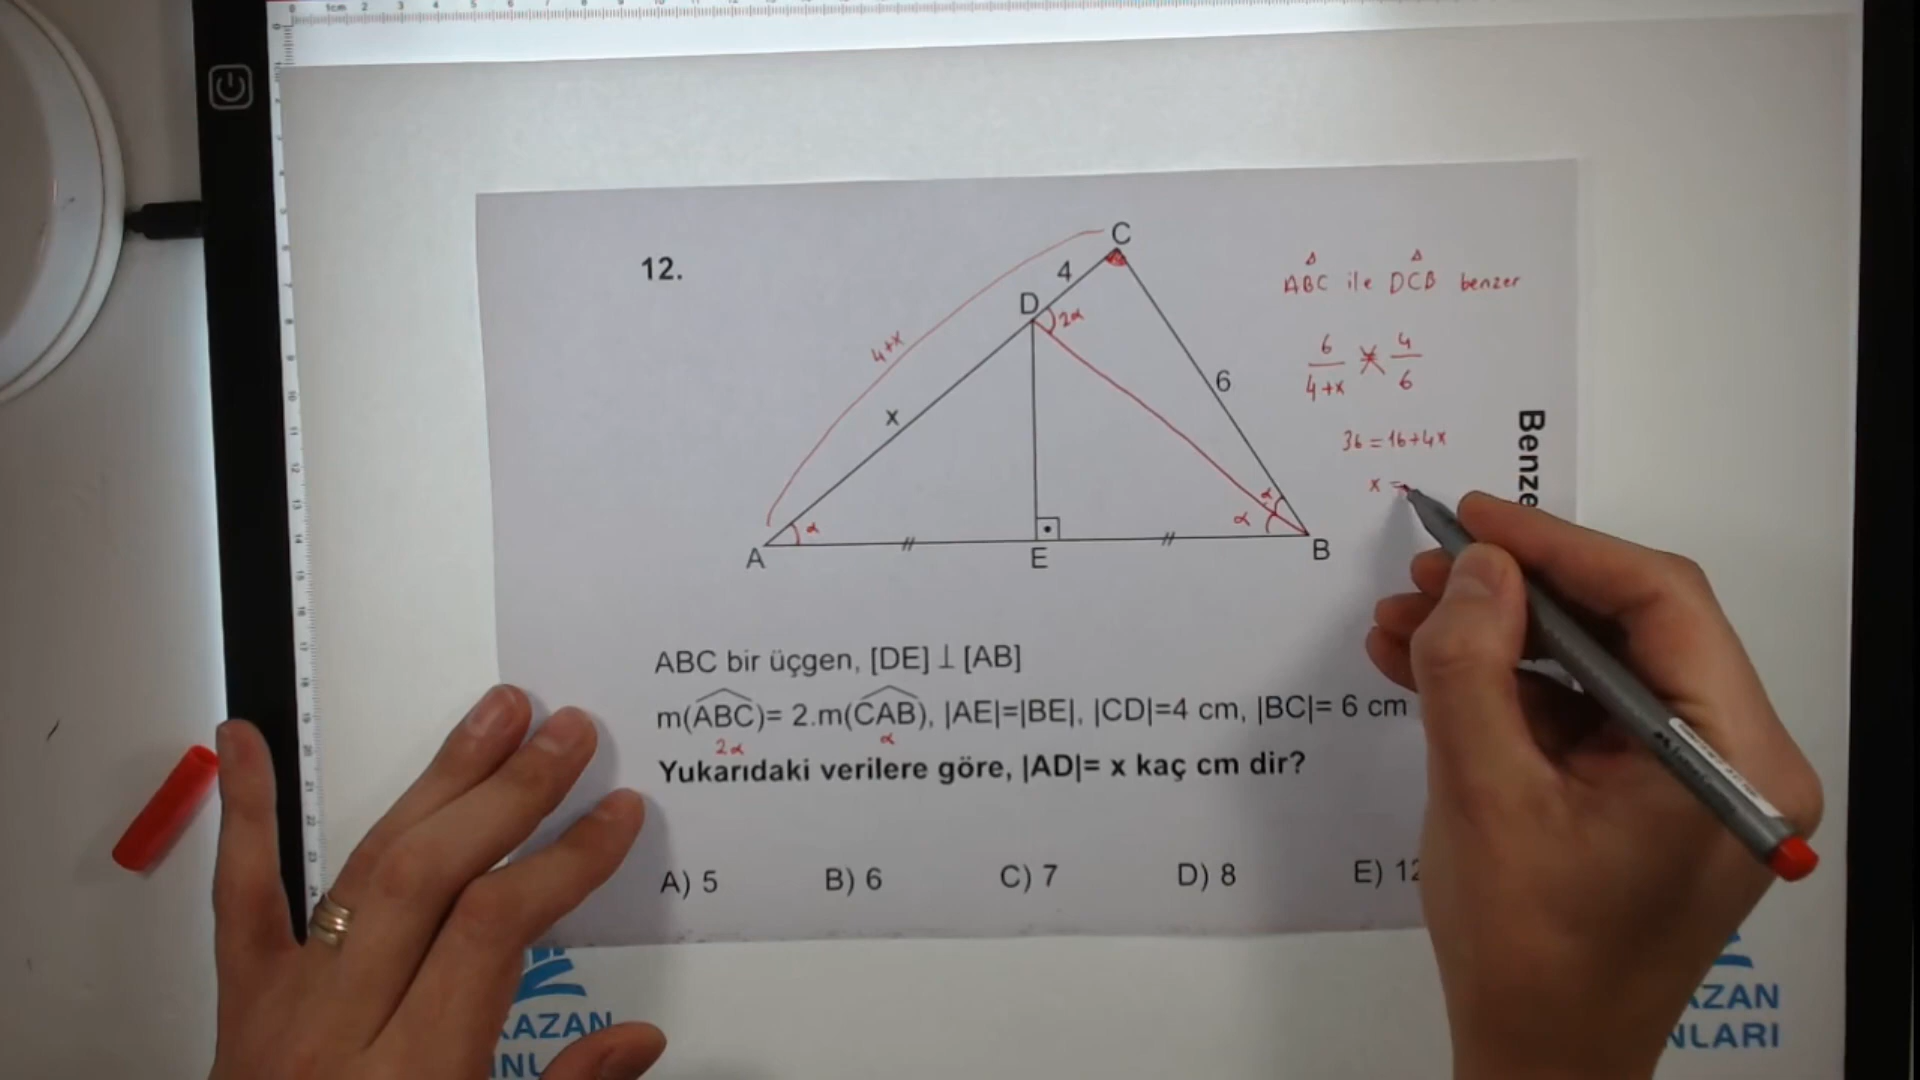 12.
C
4
D
2α
4+x
x
6
α
α
α
A
E
B
ABC ile DCB benzer
6/4+x 4/6
36 = 16+4x
x =
Benze
ABC bir üçgen, [DE] ⊥ [AB]
m(ABC)= 2.m(CAB), |AE|=|BE|, |CD|=4 cm, |BC|= 6 cm
2α α
Yukarıdaki verilere göre, |AD|= x kaç cm dir?
A) 5 B) 6 C) 7 D) 8 E) 12
KAZAN
AZAN
NLARI